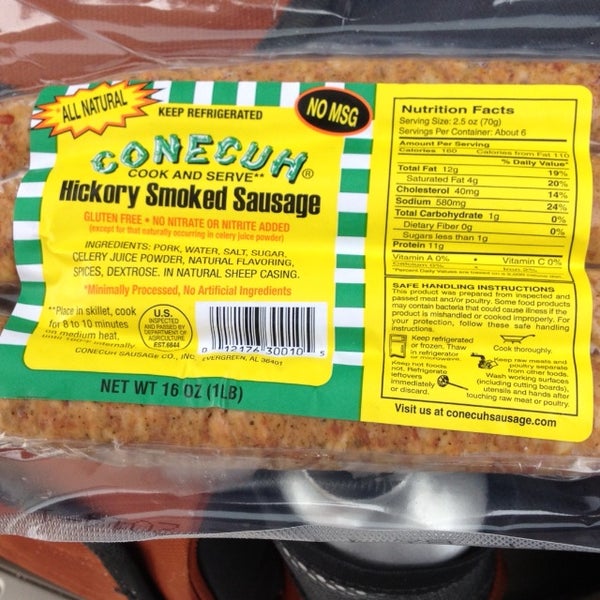 ALL NATURAL
KEEP REFRIGERATED
NO MSG
CONECUH®
COOK AND SERVE**
Hickory Smoked Sausage
GLUTEN FREE • NO NITRATE OR NITRITE ADDED
(except for that naturally occurring in celery juice powder)
INGREDIENTS: PORK, WATER, SALT, SUGAR,
CELERY JUICE POWDER, NATURAL FLAVORING,
SPICES, DEXTROSE. IN NATURAL SHEEP CASING.
*Minimally Processed, No Artificial Ingredients
**Place in skillet, cook
for 8 to 10 minutes
on medium heat.
U.S.
INSPECTED
AND PASSED BY
DEPARTMENT OF
AGRICULTURE
EST.6644
0 12174 30010 5
CONECUH SAUSAGE CO., INC. EVERGREEN, AL 36401
NET WT 16 OZ (1LB)
Nutrition Facts
Serving Size: 2.5 oz (70g)
Servings Per Container: About 6
Amount Per Serving
Calories 160 Calories from Fat 110
% Daily Value*
Total Fat 12g 19%
Saturated Fat 4g 20%
Cholesterol 40mg 14%
Sodium 580mg 24%
Total Carbohydrate 1g 0%
Dietary Fiber 0g 0%
Sugars less than 1g
Protein 11g
Vitamin A 0% • Vitamin C 0%
Calcium 0% Iron 2%
SAFE HANDLING INSTRUCTIONS
This product was prepared from inspected and
passed meat and/or poultry. Some food products
may contain bacteria that could cause illness if the
product is mishandled or cooked improperly. For
your protection, follow these safe handling
instructions.
Keep refrigerated
or frozen. Thaw
in refrigerator
or microwave.
Cook thoroughly.
Keep hot foods
hot. Refrigerate
leftovers
immediately
or discard.
Keep raw meats and
poultry separate
from other foods.
Wash working surfaces
(including cutting boards),
utensils and hands after
touching raw meat or poultry.
Visit us at conecuhsausage.com